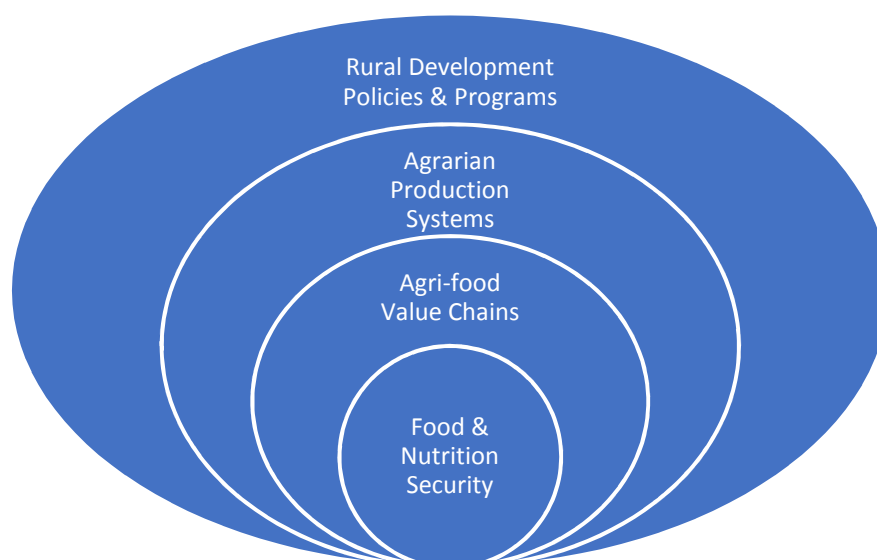 Rural Development
Policies & Programs
Agrarian
Production
Systems
Agri-food
Value Chains
Food &
Nutrition
Security